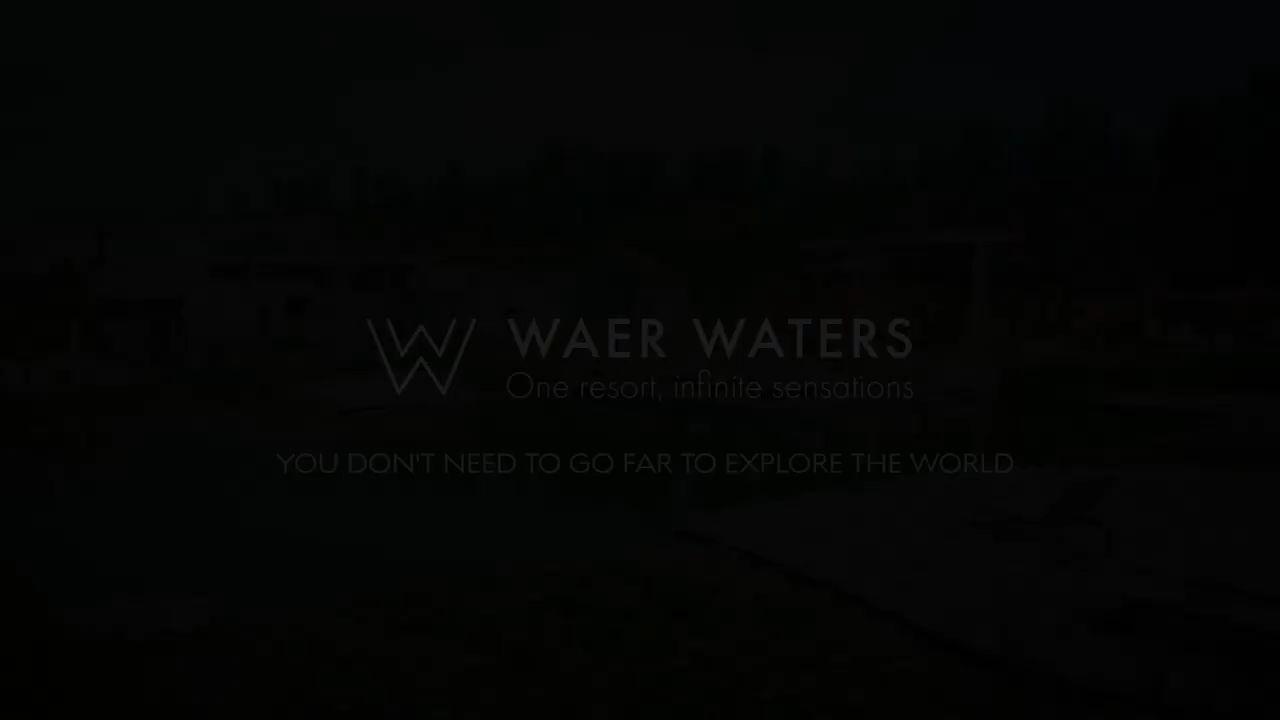 WAER WATERS
One resort, infinite sensations
YOU DON'T NEED TO GO FAR TO EXPLORE THE WORLD